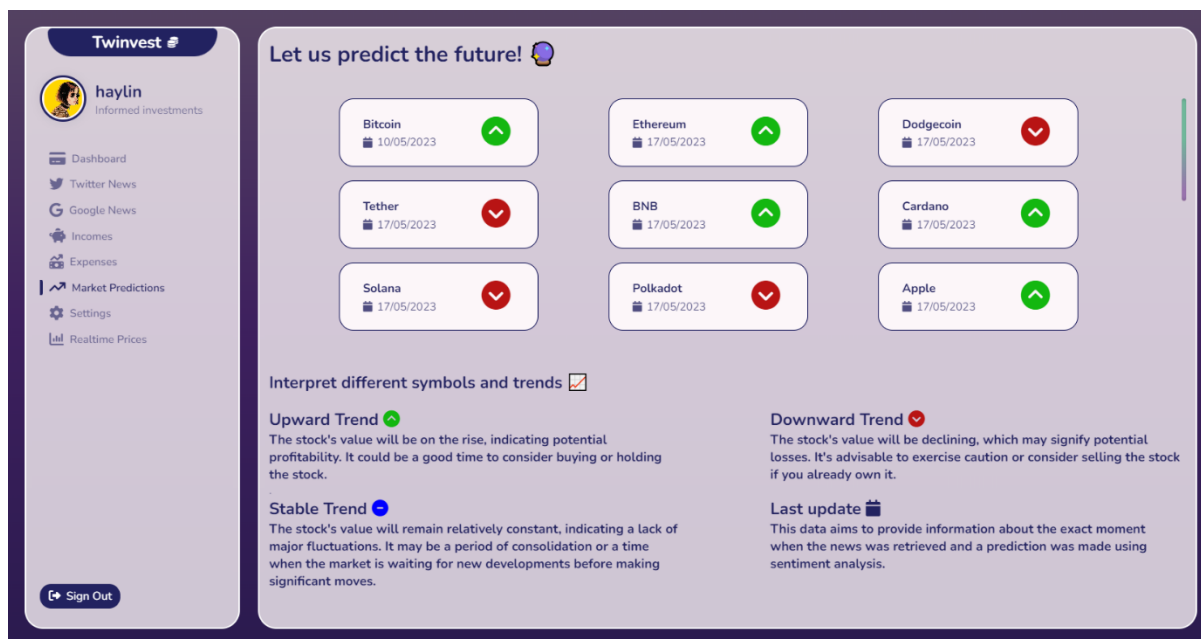 Twinvest
haylin
Informed investments
Dashboard
Twitter News
Google News
Incomes
Expenses
Market Predictions
Settings
Realtime Prices
Sign Out
Let us predict the future!
Bitcoin
10/05/2023
Ethereum
17/05/2023
Dodgecoin
17/05/2023
Tether
17/05/2023
BNB
17/05/2023
Cardano
17/05/2023
Solana
17/05/2023
Polkadot
17/05/2023
Apple
17/05/2023
Interpret different symbols and trends
Upward Trend
The stock's value will be on the rise, indicating potential
profitability. It could be a good time to consider buying or holding
the stock.
Downward Trend
The stock's value will be declining, which may signify potential
losses. It's advisable to exercise caution or consider selling the stock
if you already own it.
Stable Trend
The stock's value will remain relatively constant, indicating a lack of
major fluctuations. It may be a period of consolidation or a time
when the market is waiting for new developments before making
significant moves.
Last update
This data aims to provide information about the exact moment
when the news was retrieved and a prediction was made using
sentiment analysis.